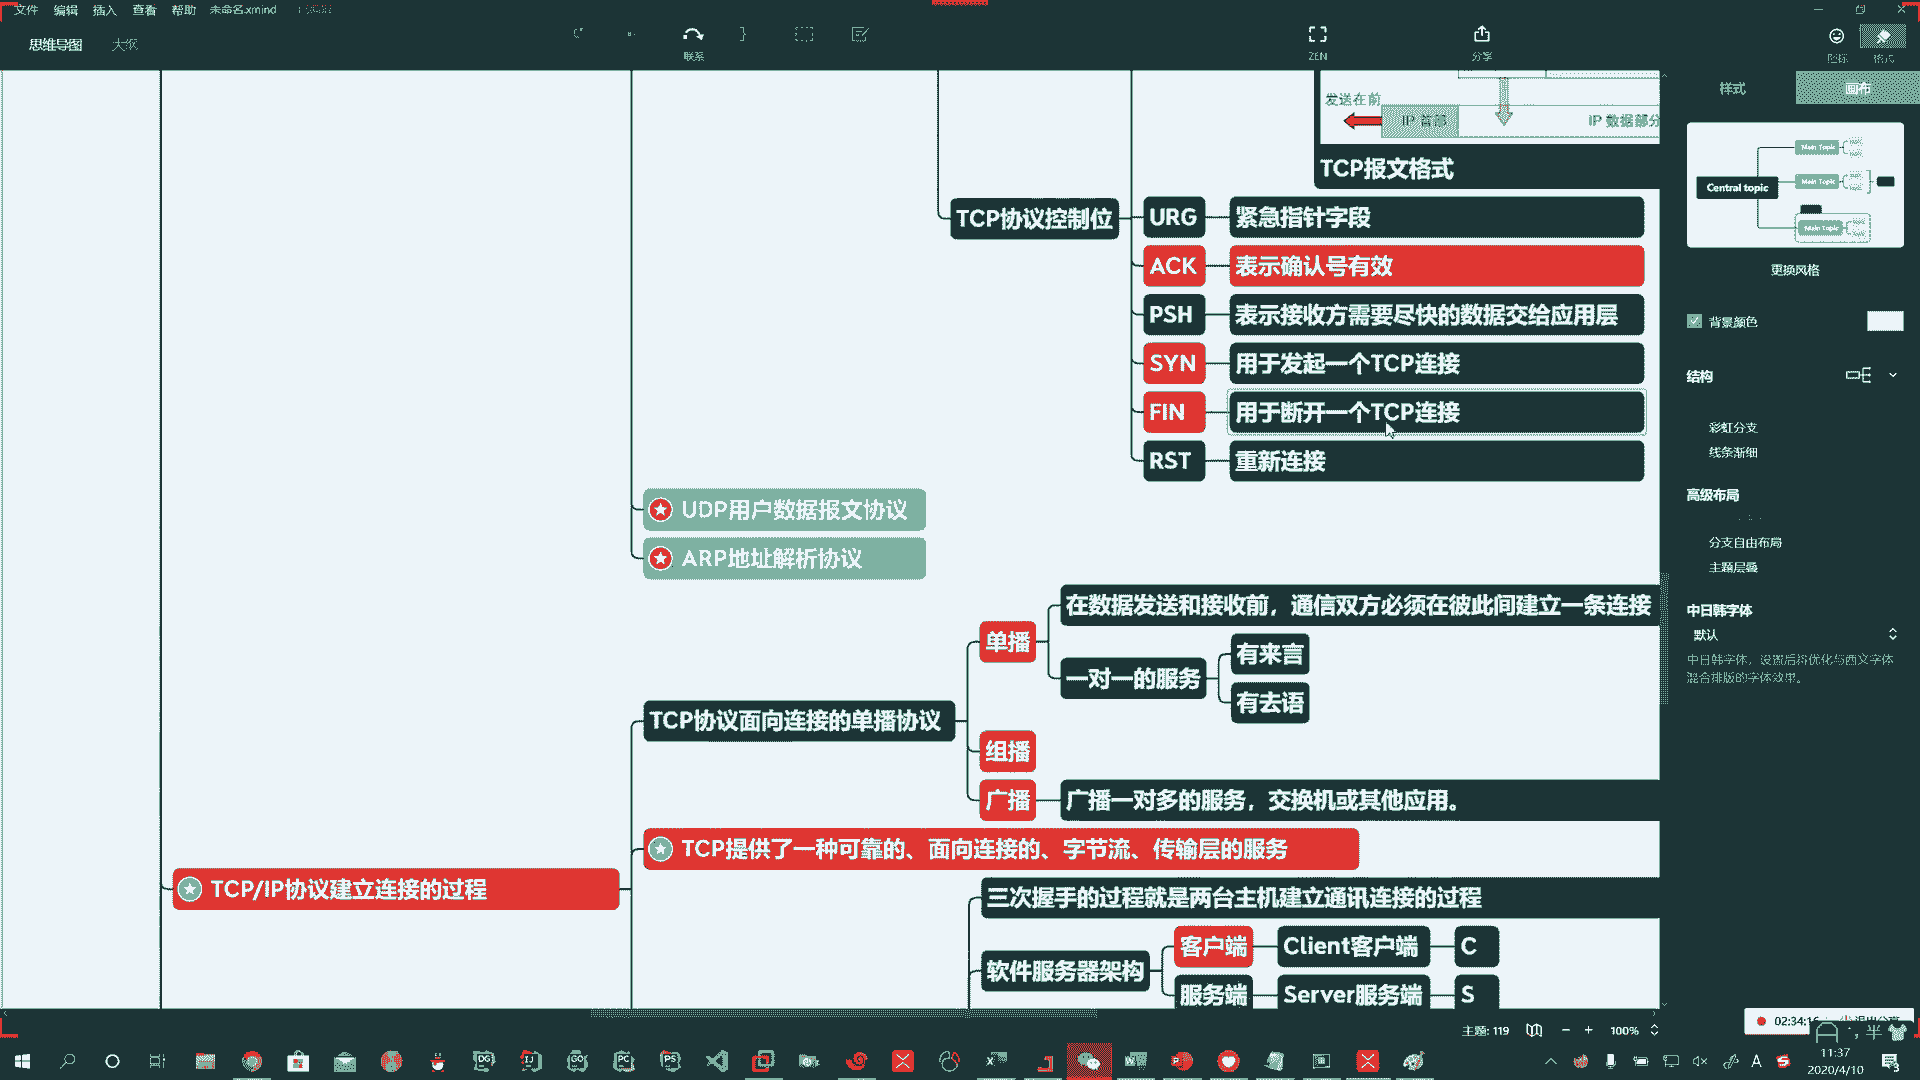 文件 编辑 插入 查看 帮助 未命名.xmind
思维导图 大纲
联系
ZEN
分享
图标
格式
样式
画布
发送在前
IP 首部
IP 数据部分
TCP报文格式
TCP协议控制位
URG 紧急指针字段
ACK 表示确认号有效
PSH 表示接收方需要尽快的数据交给应用层
SYN 用于发起一个TCP连接
FIN 用于断开一个TCP连接
RST 重新连接
UDP用户数据报文协议
ARP地址解析协议
TCP/IP协议建立连接的过程
TCP协议面向连接的单播协议
单播
在数据发送和接收前，通信双方必须在彼此间建立一条连接
一对一的服务
有来言
有去语
组播
广播
广播一对多的服务，交换机或其他应用。
TCP提供了一种可靠的、面向连接的、字节流、传输层的服务
三次握手的过程就是两台主机建立通讯连接的过程
软件服务器架构
客户端 Client客户端 C
服务端 Server服务端 S
Central topic
Main Topic
Main Topic
Main Topic
更换风格
背景颜色
结构
彩虹分支
线条渐细
高级布局
分支自由布局
主题层叠
中日韩字体
默认
中日韩字体，设置后将优化与西文字体
混合排版的字体效果。
主题: 119
100%
半
11:37
2020/4/10